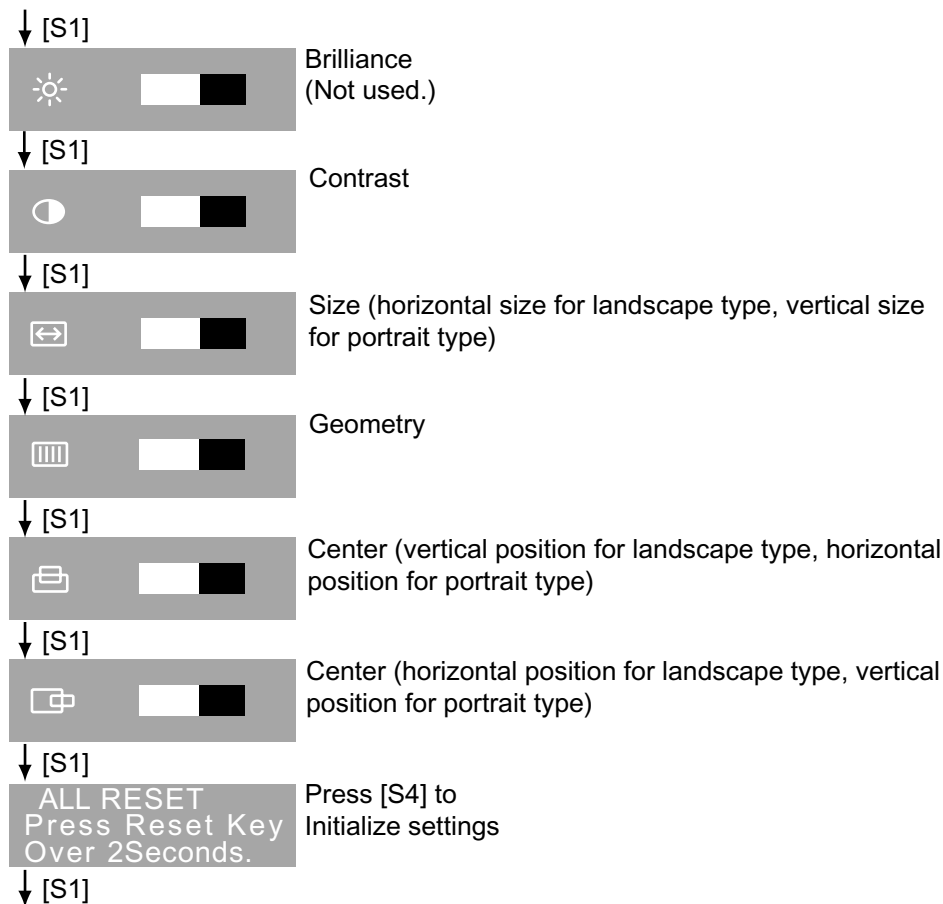 [S1]
Brilliance
(Not used.)
[S1]
Contrast
[S1]
Size (horizontal size for landscape type, vertical size
for portrait type)
[S1]
Geometry
[S1]
Center (vertical position for landscape type, horizontal
position for portrait type)
[S1]
Center (horizontal position for landscape type, vertical
position for portrait type)
[S1]
ALL RESET
Press Reset Key
Over 2Seconds.
Press [S4] to
Initialize settings
[S1]